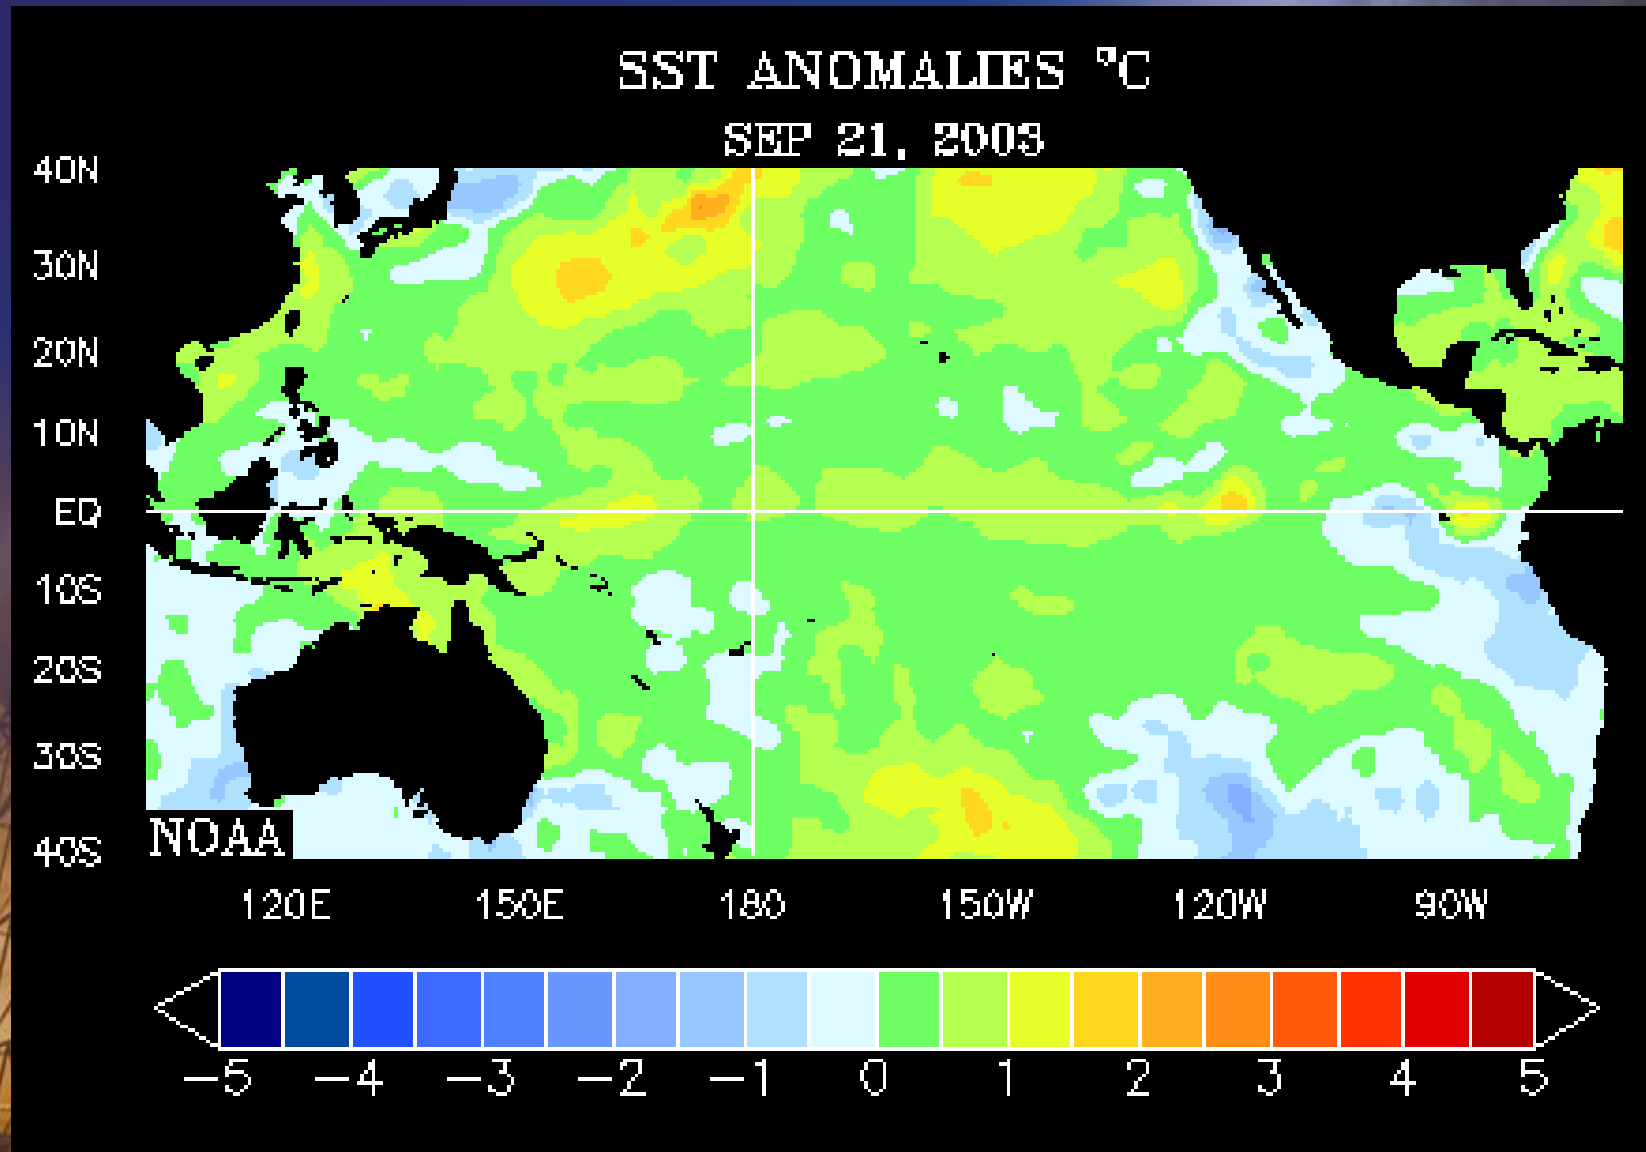 SST ANOMALIES °C
SEP 21, 2003
40N
30N
20N
10N
EQ
10S
20S
30S
40S
NOAA
120E 150E 180 150W 120W 90W
−5 −4 −3 −2 −1 0 1 2 3 4 5